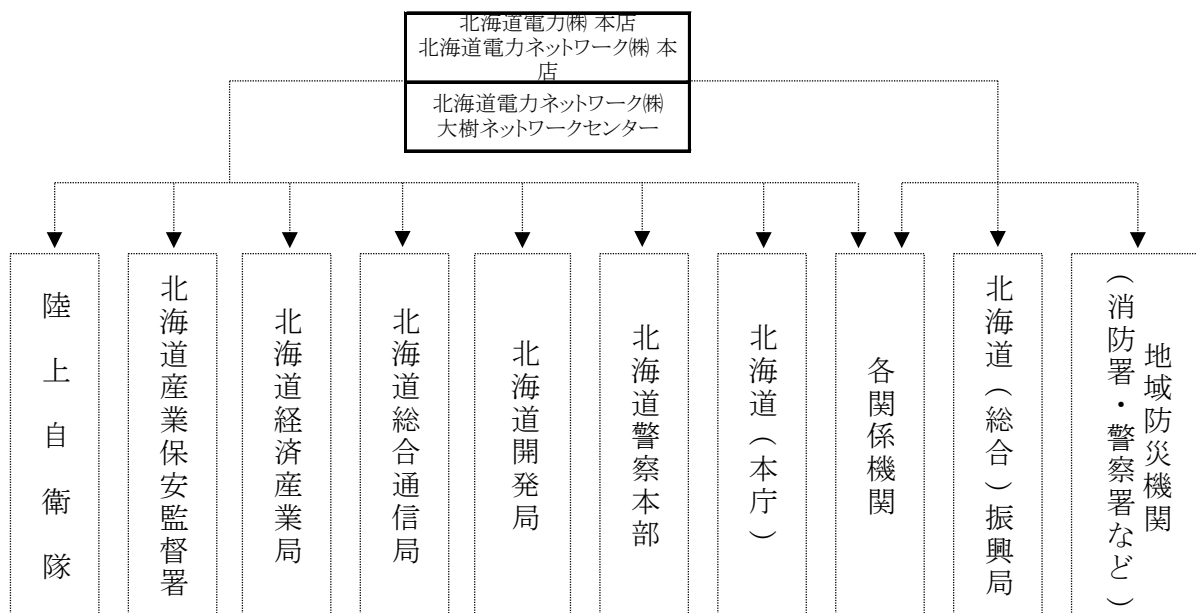 北海道電力㈱ 本店
北海道電力ネットワーク㈱ 本
店
北海道電力ネットワーク㈱
大樹ネットワークセンター
陸上自衛隊
北海道産業保安監督署
北海道経済産業局
北海道総合通信局
北海道開発局
北海道警察本部
北海道（本庁）
各関係機関
北海道（総合）振興局
地域防災機関
（消防署・警察署など）